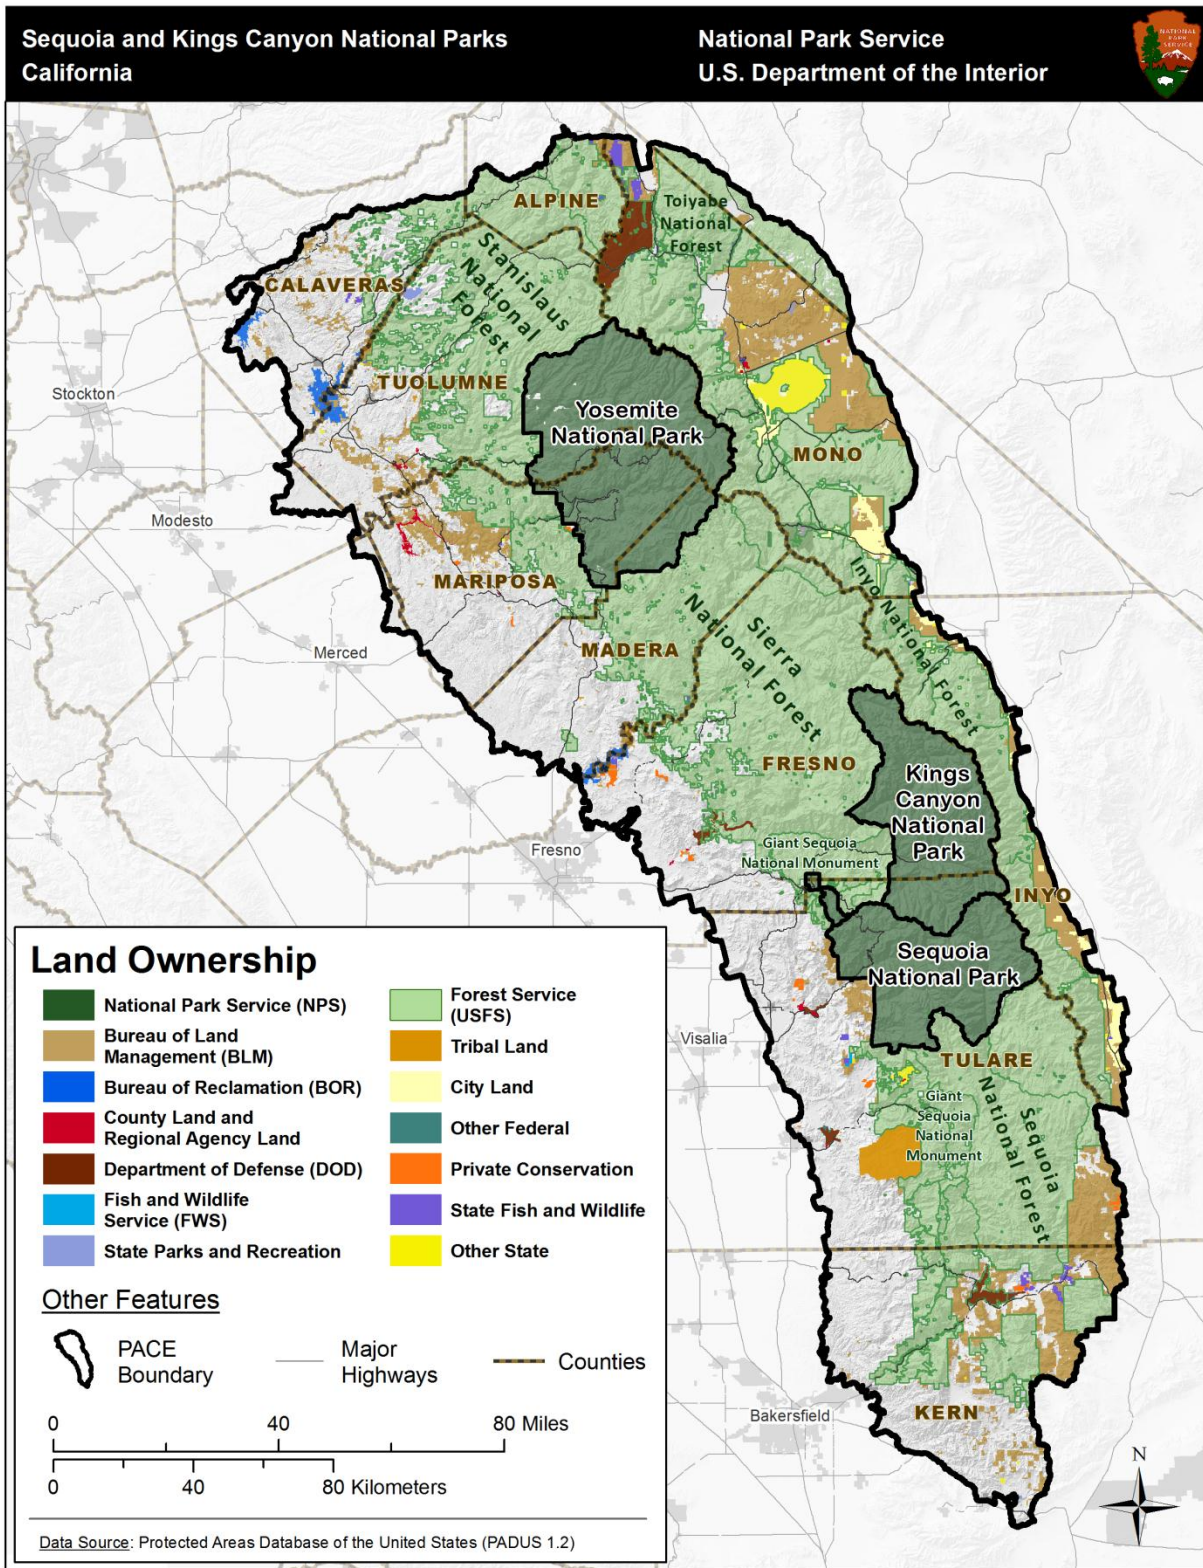 Sequoia and Kings Canyon National Parks
California
National Park Service
U.S. Department of the Interior
NATIONAL
PARK
SERVICE
ALPINE
Toiyabe
National
Forest
Stanislaus
National
Forest
CALAVERAS
Stockton
TUOLUMNE
Yosemite
National Park
MONO
Modesto
MARIPOSA
Inyo National Forest
Merced
MADERA
Sierra
National Forest
FRESNO
Kings
Canyon
National
Park
Fresno
Giant Sequoia
National Monument
INYO
Sequoia
National Park
Visalia
TULARE
Giant
Sequoia
National
Monument
Sequoia
National Forest
Bakersfield
KERN
N
Land Ownership
National Park Service (NPS)
Bureau of Land
Management (BLM)
Bureau of Reclamation (BOR)
County Land and
Regional Agency Land
Department of Defense (DOD)
Fish and Wildlife
Service (FWS)
State Parks and Recreation
Forest Service
(USFS)
Tribal Land
City Land
Other Federal
Private Conservation
State Fish and Wildlife
Other State
Other Features
PACE
Boundary
Major
Highways
Counties
0 40 80 Miles
0 40 80 Kilometers
Data Source: Protected Areas Database of the United States (PADUS 1.2)